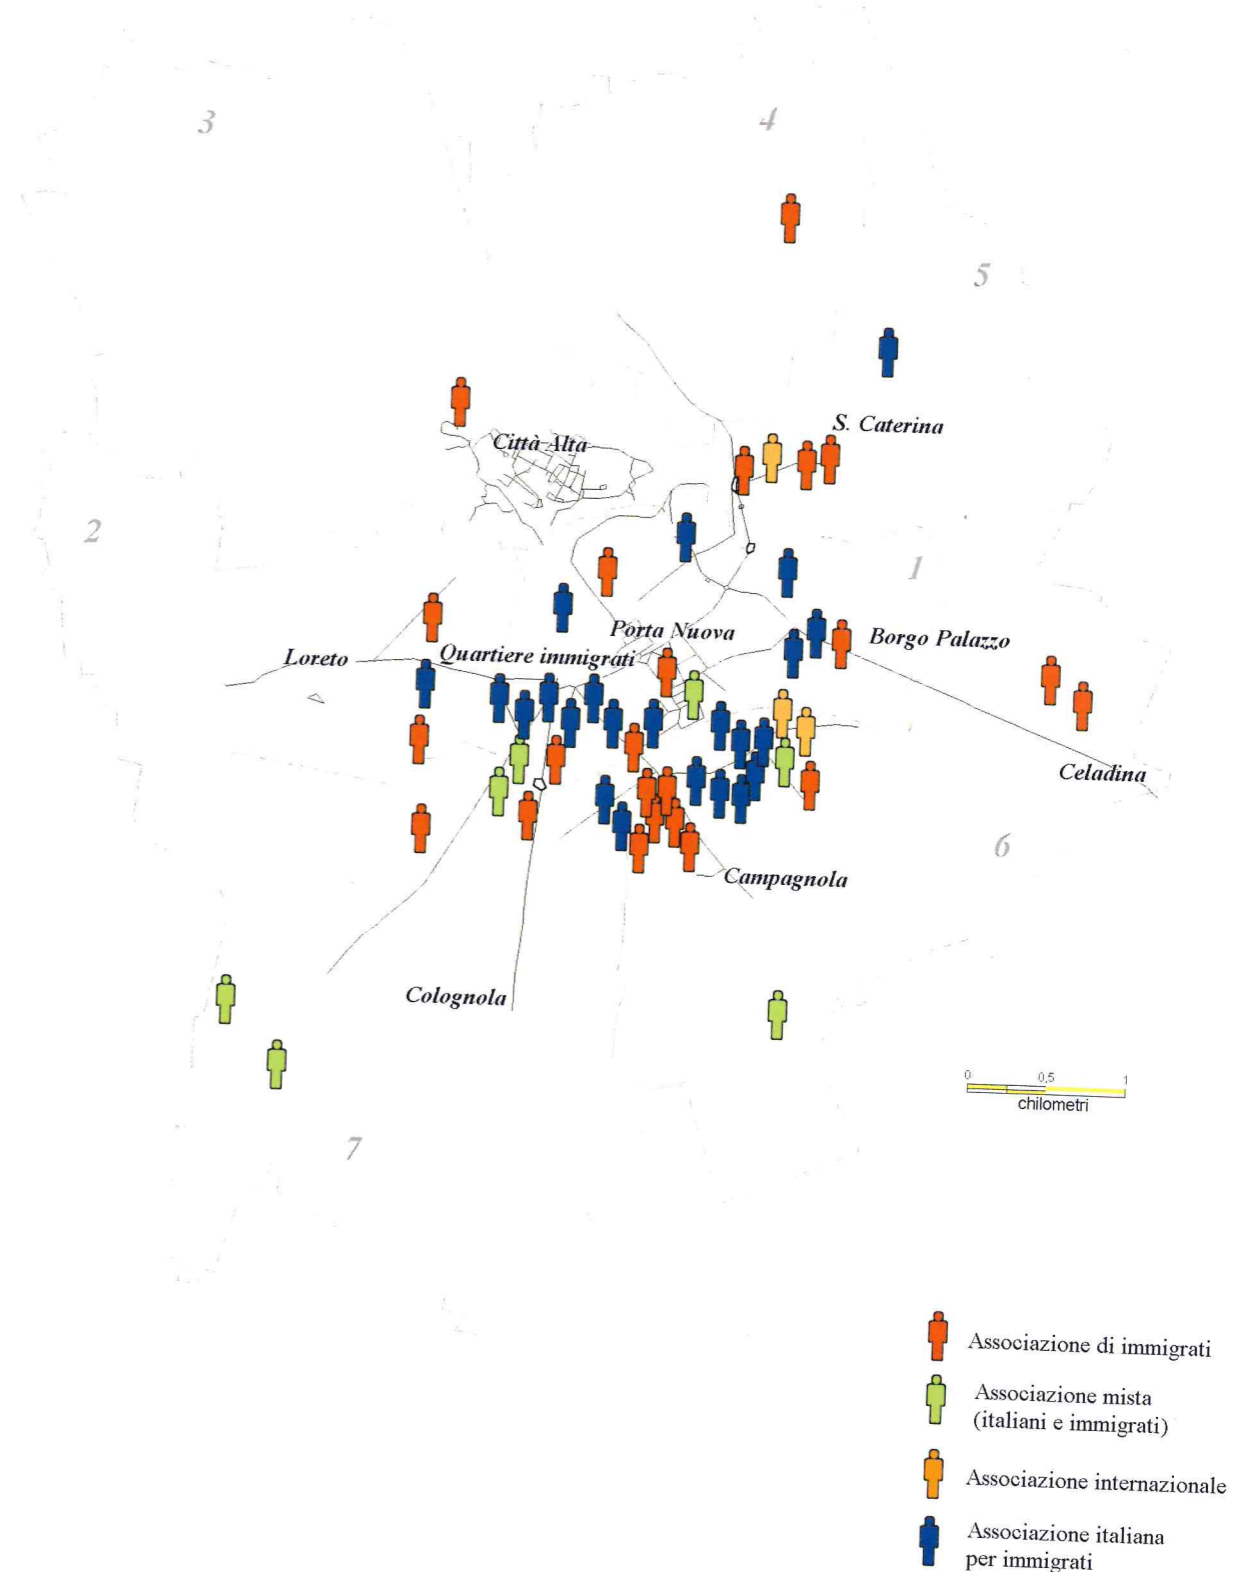 3
4
5
S. Caterina
Città Alta
2
1
Porta Nuova
Borgo Palazzo
Loreto
Quartiere immigrati
Celadina
6
Campagnola
Colognola
0 0,5 1
chilometri
7
Associazione di immigrati
Associazione mista
(italiani e immigrati)
Associazione internazionale
Associazione italiana
per immigrati